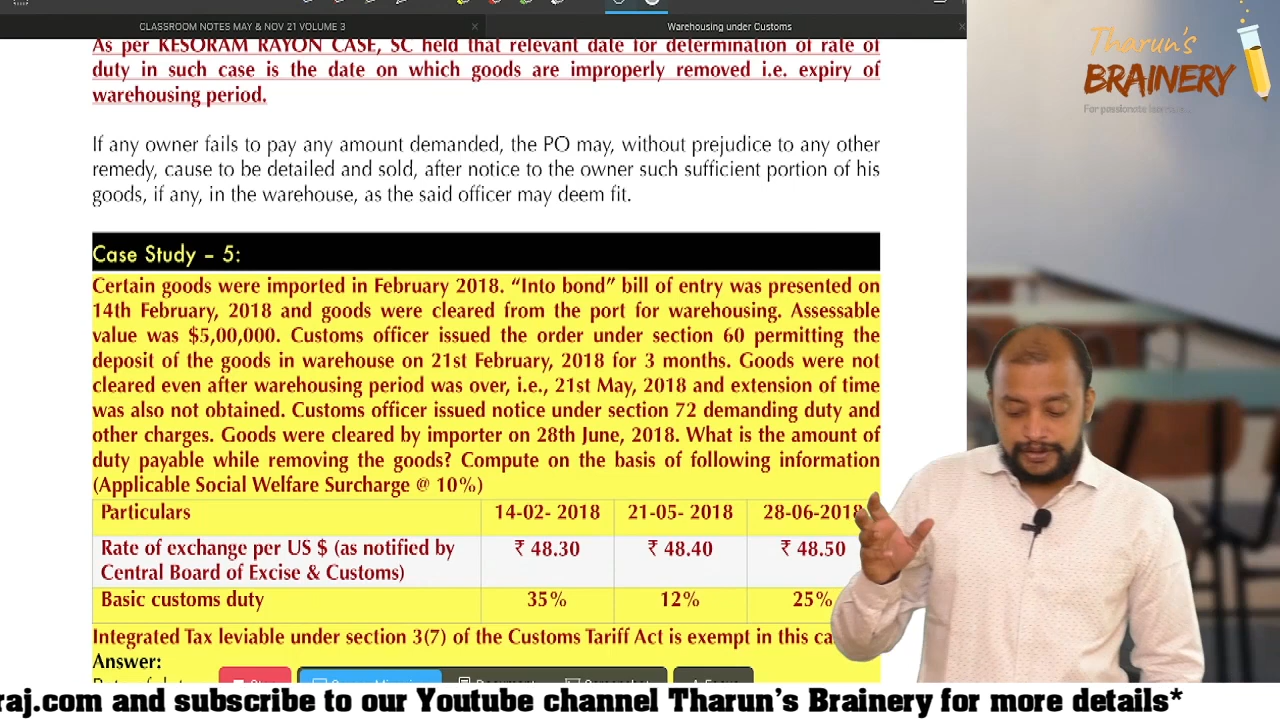 CLASSROOM NOTES MAY & NOV 21 VOLUME 3
Warehousing under Customs
As per KESORAM RAYON CASE, SC held that relevant date for determination of rate of
duty in such case is the date on which goods are improperly removed i.e. expiry of
warehousing period.
If any owner fails to pay any amount demanded, the PO may, without prejudice to any other
remedy, cause to be detailed and sold, after notice to the owner such sufficient portion of his
goods, if any, in the warehouse, as the said officer may deem fit.
Case Study – 5:
Certain goods were imported in February 2018. “Into bond” bill of entry was presented on
14th February, 2018 and goods were cleared from the port for warehousing. Assessable
value was $5,00,000. Customs officer issued the order under section 60 permitting the
deposit of the goods in warehouse on 21st February, 2018 for 3 months. Goods were not
cleared even after warehousing period was over, i.e., 21st May, 2018 and extension of time
was also not obtained. Customs officer issued notice under section 72 demanding duty and
other charges. Goods were cleared by importer on 28th June, 2018. What is the amount of
duty payable while removing the goods? Compute on the basis of following information
(Applicable Social Welfare Surcharge @ 10%)
Particulars 14-02- 2018 21-05- 2018 28-06-2018
Rate of exchange per US $ (as notified by ₹ 48.30 ₹ 48.40 ₹ 48.50
Central Board of Excise & Customs)
Basic customs duty 35% 12% 25%
Integrated Tax leviable under section 3(7) of the Customs Tariff Act is exempt in this ca
Answer:
Tharun's
BRAINERY
For passionate
raj.com and subscribe to our Youtube channel Tharun's Brainery for more details*